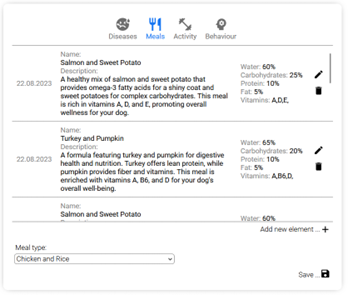 Diseases Meals Activity Behaviour
Name:
Salmon and Sweet Potato
Description:
A healthy mix of salmon and sweet potato that
provides omega-3 fatty acids for a shiny coat and
sweet potatoes for complex carbohydrates. This meal
is rich in vitamins A, D, and E, promoting overall
wellness for your dog.
22.08.2023
Water: 60%
Carbohydrates: 25%
Protein: 10%
Fat: 5%
Vitamins: A,D,E,
Name:
Turkey and Pumpkin
Description:
A formula featuring turkey and pumpkin for digestive
health and nutrition. Turkey offers lean protein, while
pumpkin provides fiber and vitamins. This meal is
enriched with vitamins A, B6, and D for your dog's
overall well-being.
22.08.2023
Water: 65%
Carbohydrates: 20%
Protein: 10%
Fat: 5%
Vitamins: A,B6,D,
Name:
Salmon and Sweet Potato
Water: 60%
Add new element ... +
Meal type:
Chicken and Rice
Save ...